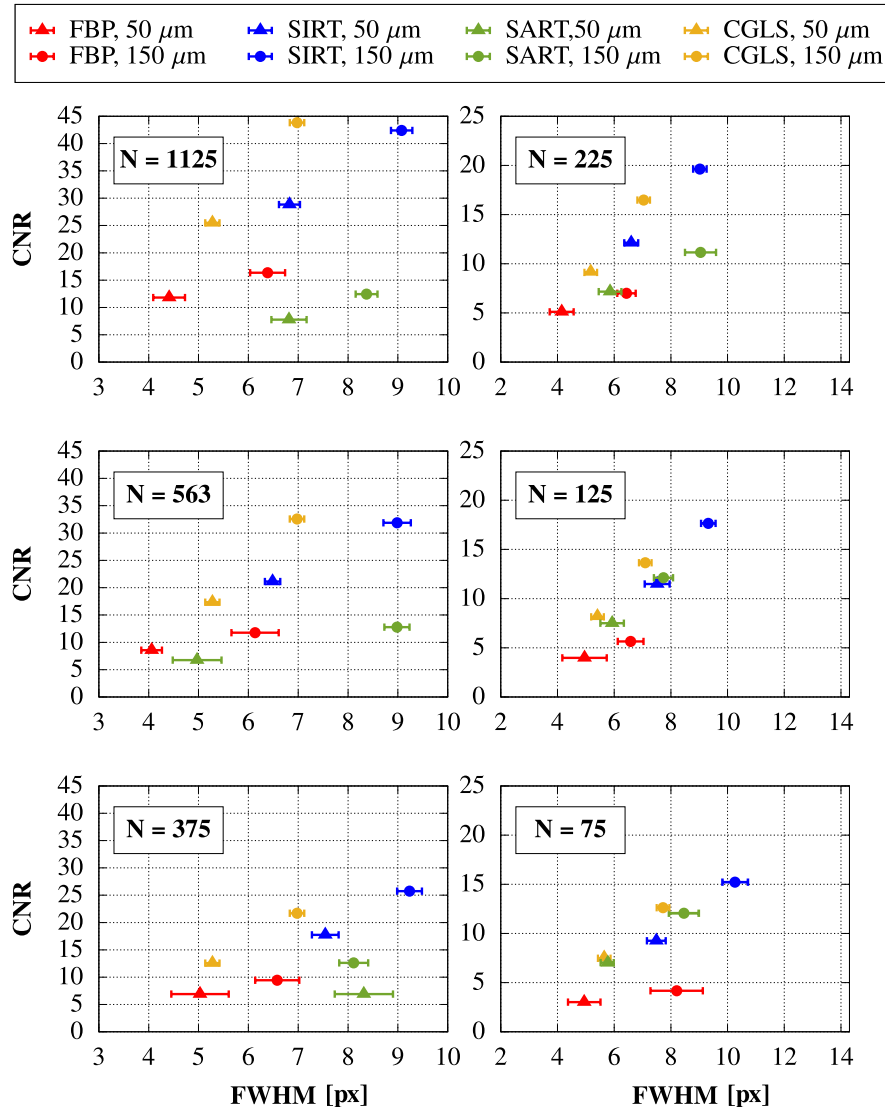 FBP, 50 μm SIRT, 50 μm SART,50 μm CGLS, 50 μm
FBP, 150 μm SIRT, 150 μm SART, 150 μm CGLS, 150 μm
45
40
35
30
25
20
15
10
5
0
CNR
N = 1125
3 4 5 6 7 8 9 10
25
20
15
10
5
0
N = 225
2 4 6 8 10 12 14
45
40
35
30
25
20
15
10
5
0
CNR
N = 563
3 4 5 6 7 8 9 10
25
20
15
10
5
0
N = 125
2 4 6 8 10 12 14
45
40
35
30
25
20
15
10
5
0
CNR
N = 375
3 4 5 6 7 8 9 10
FWHM [px]
25
20
15
10
5
0
N = 75
2 4 6 8 10 12 14
FWHM [px]